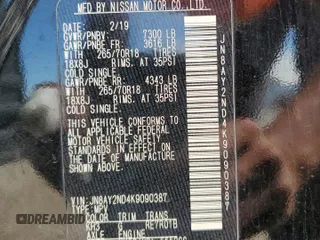 MFD BY NISSAN MOTOR CO.,LTD.
2/19
GVWR/PNBV: 7300 LB
GAWR/PNBE FR: 3616 LB
WITH 265/70R18 TIRES
18X8J RIMS. AT 35PSI
COLD SINGLE
GAWR/PNBE RR: 4343 LB
WITH 265/70R18 TIRES
18X8J RIMS. AT 35PSI
COLD SINGLE
THIS VEHICLE CONFORMS TO
ALL APPLICABLE FEDERAL
MOTOR VEHICLE SAFETY
STANDARDS IN EFFECT ON
THE DATE OF MANUFACTURE
SHOWN ABOVE.
VIN: JN8AY2ND4K9090387
TYPE: MPV
COLOR TRIM TRANS
AXLE ENGINE
JN8AY2ND4K9090387
DREAMBID